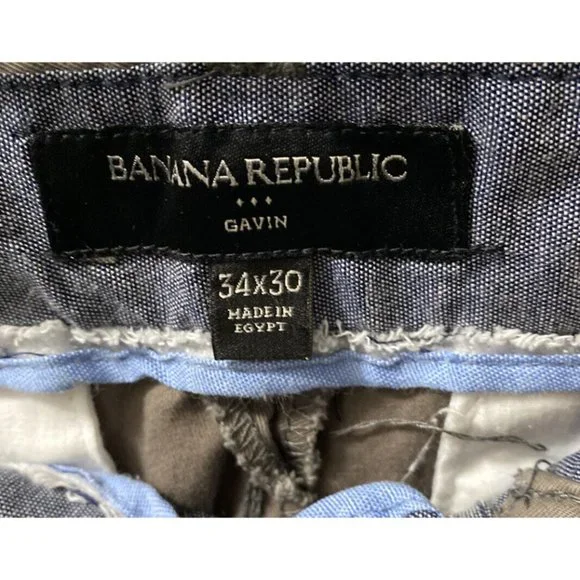 BANANA REPUBLIC
GAVIN
34X30
MADE IN
EGYPT